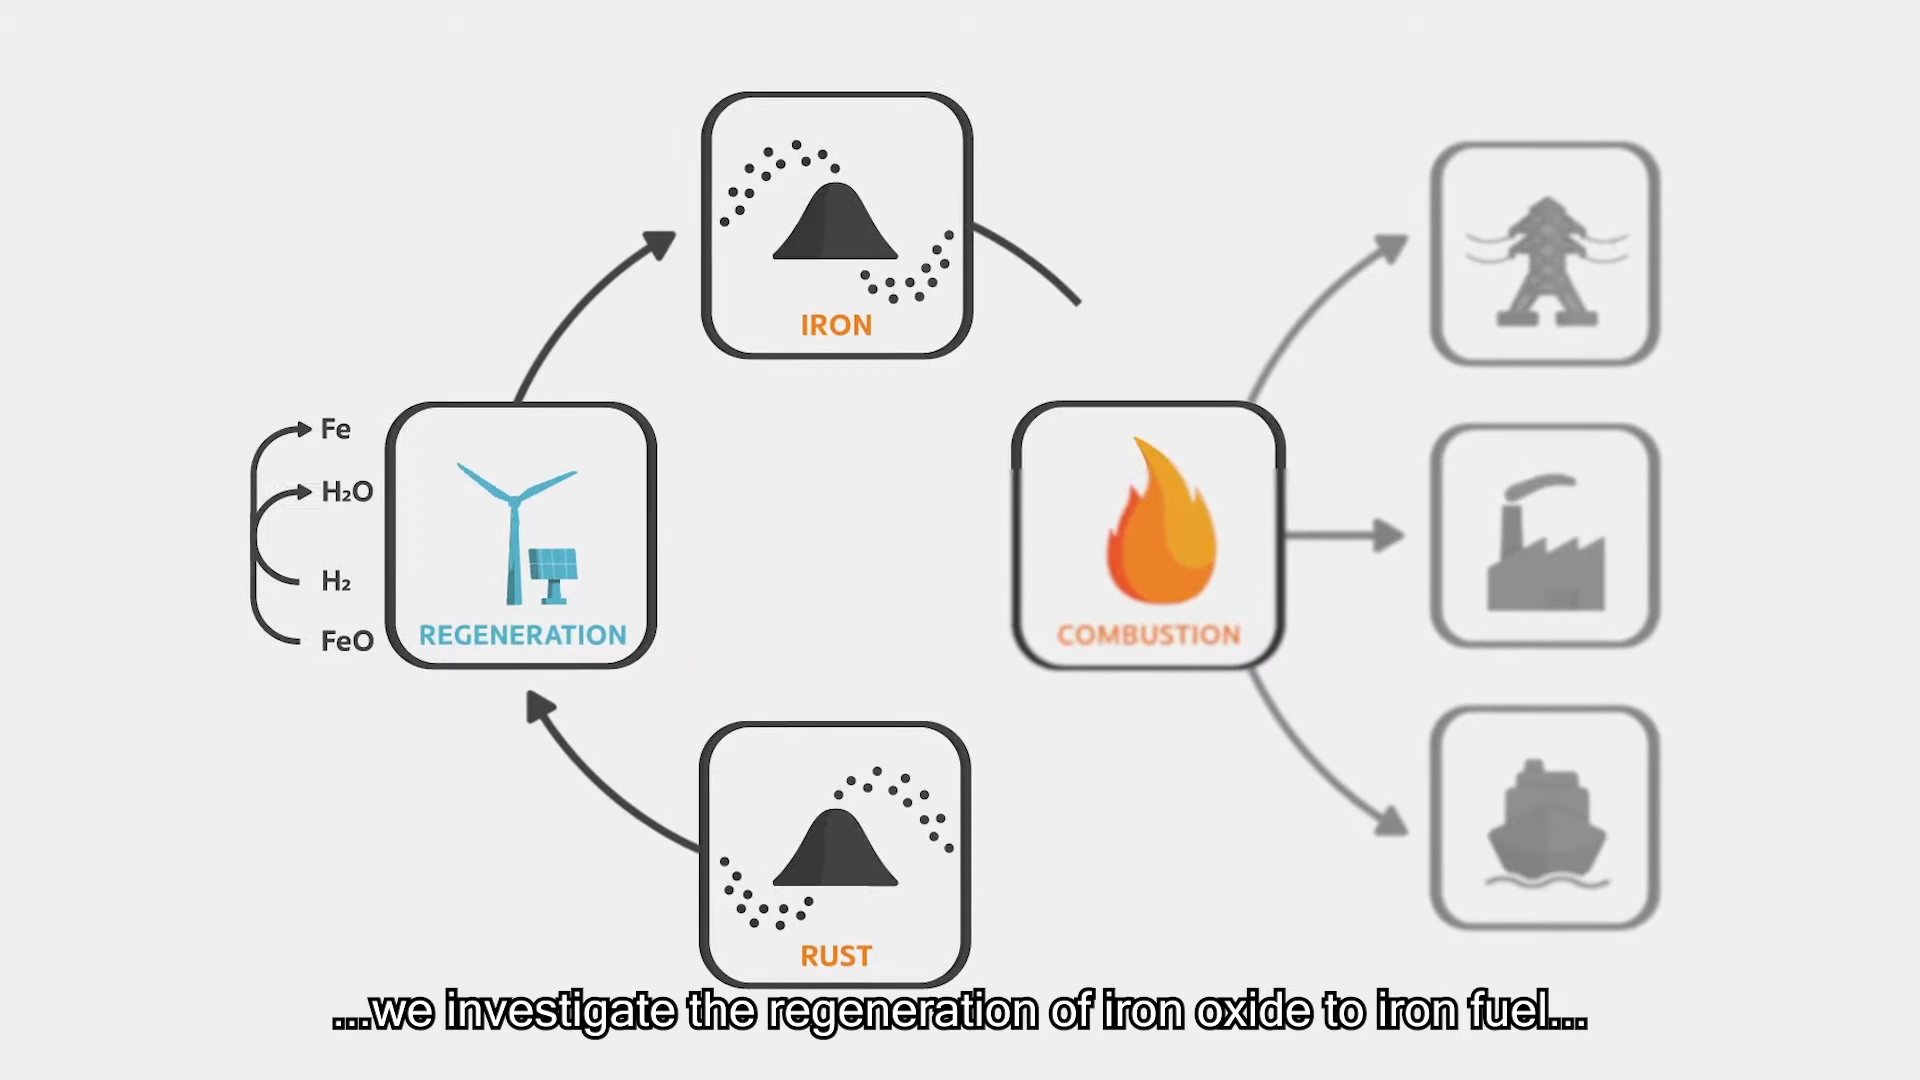 IRON
Fe
H₂O
H₂
FeO
REGENERATION
COMBUSTION
RUST
...we investigate the regeneration of iron oxide to iron fuel...